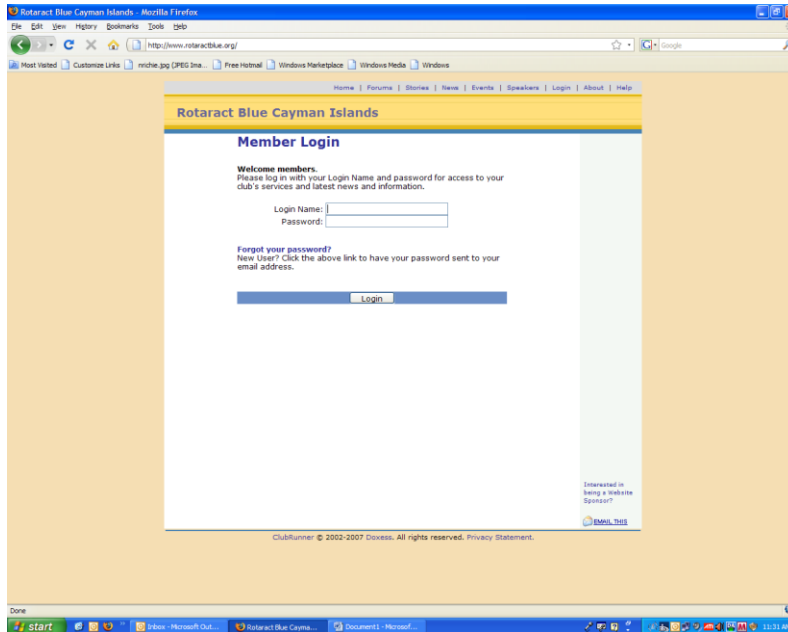 Rotaract Blue Cayman Islands - Mozilla Firefox
File Edit View History Bookmarks Tools Help
http://www.rotaractblue.org/
Google
Most Visited Customize Links nrichie.jpg (JPEG Ima... Free Hotmail Windows Marketplace Windows Media Windows
Home | Forums | Stories | News | Events | Speakers | Login | About | Help
Rotaract Blue Cayman Islands
Member Login
Welcome members.
Please log in with your Login Name and password for access to your
club's services and latest news and information.
Login Name:
Password:
Forgot your password?
New User? Click the above link to have your password sent to your
email address.
Login
Interested in
being a Website
Sponsor?
EMAIL THIS
ClubRunner © 2002-2007 Doxess. All rights reserved. Privacy Statement.
Done
start Inbox - Microsoft Out... Rotaract Blue Cayma... Document1 - Microsof... 11:31 AM